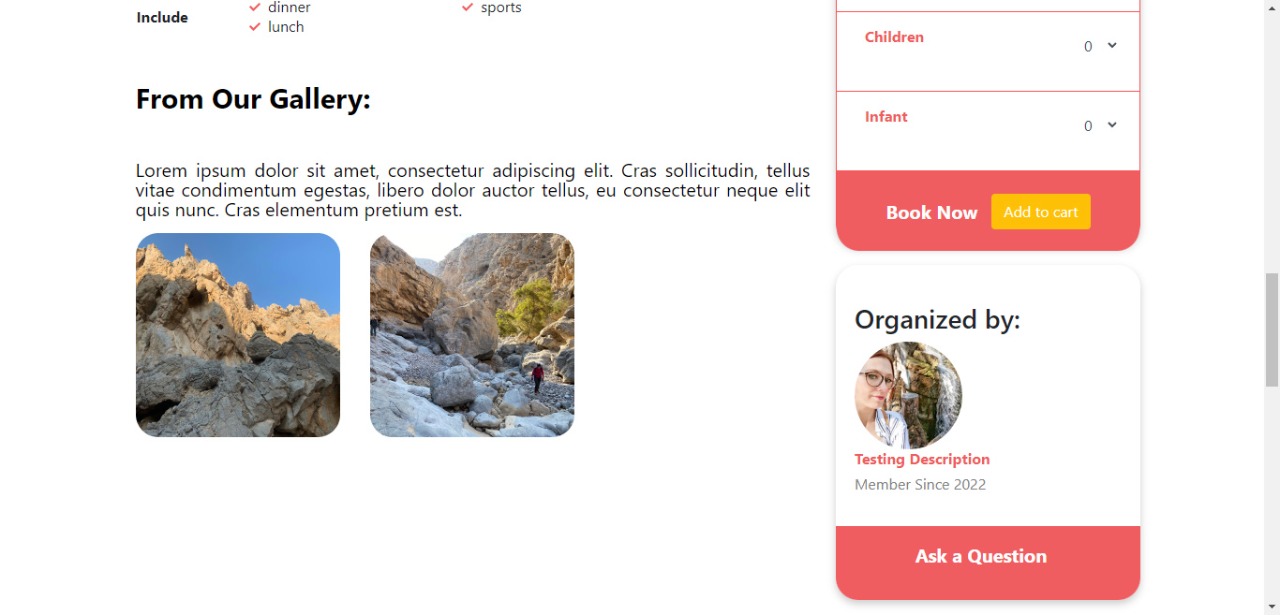 Include
dinner
sports
lunch
From Our Gallery:
Lorem ipsum dolor sit amet, consectetur adipiscing elit. Cras sollicitudin, tellus
vitae condimentum egestas, libero dolor auctor tellus, eu consectetur neque elit
quis nunc. Cras elementum pretium est.
Children
0
Infant
0
Book Now
Add to cart
Organized by:
Testing Description
Member Since 2022
Ask a Question